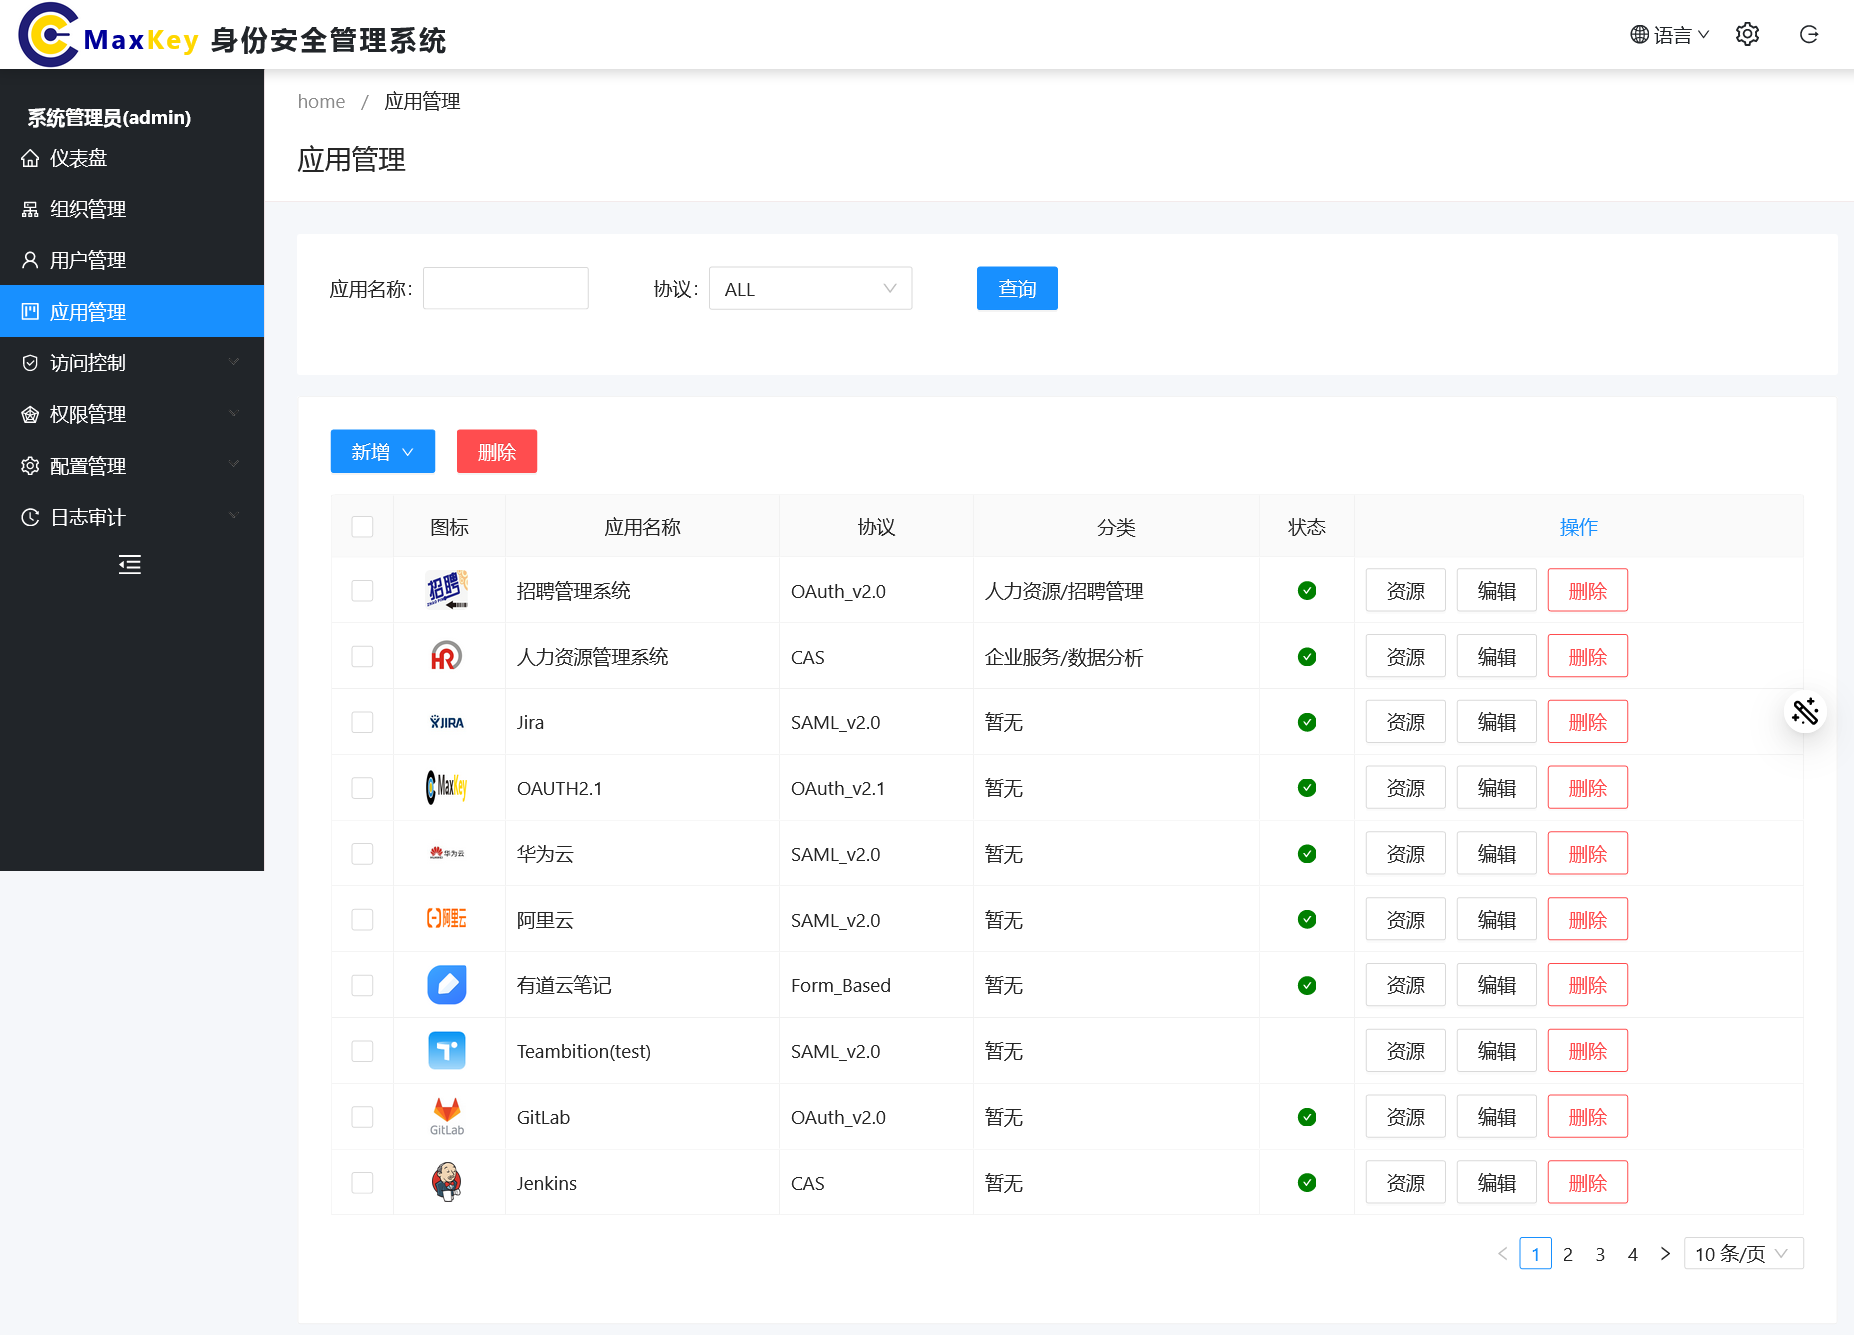 MaxKey 身份安全管理系统
语言
系统管理员(admin)
仪表盘
组织管理
用户管理
应用管理
访问控制
权限管理
配置管理
日志审计
home / 应用管理
应用管理
应用名称: 协议: ALL 查询
新增 删除
图标 应用名称 协议 分类 状态 操作
招聘 招聘管理系统 OAuth_v2.0 人力资源/招聘管理 资源 编辑 删除
HR 人力资源管理系统 CAS 企业服务/数据分析 资源 编辑 删除
JIRA Jira SAML_v2.0 暂无 资源 编辑 删除
MaxKey OAUTH2.1 OAuth_v2.1 暂无 资源 编辑 删除
华为云 华为云 SAML_v2.0 暂无 资源 编辑 删除
阿里云 阿里云 SAML_v2.0 暂无 资源 编辑 删除
有道云笔记 Form_Based 暂无 资源 编辑 删除
Teambition(test) SAML_v2.0 暂无 资源 编辑 删除
GitLab GitLab OAuth_v2.0 暂无 资源 编辑 删除
Jenkins CAS 暂无 资源 编辑 删除
1 2 3 4 10 条/页